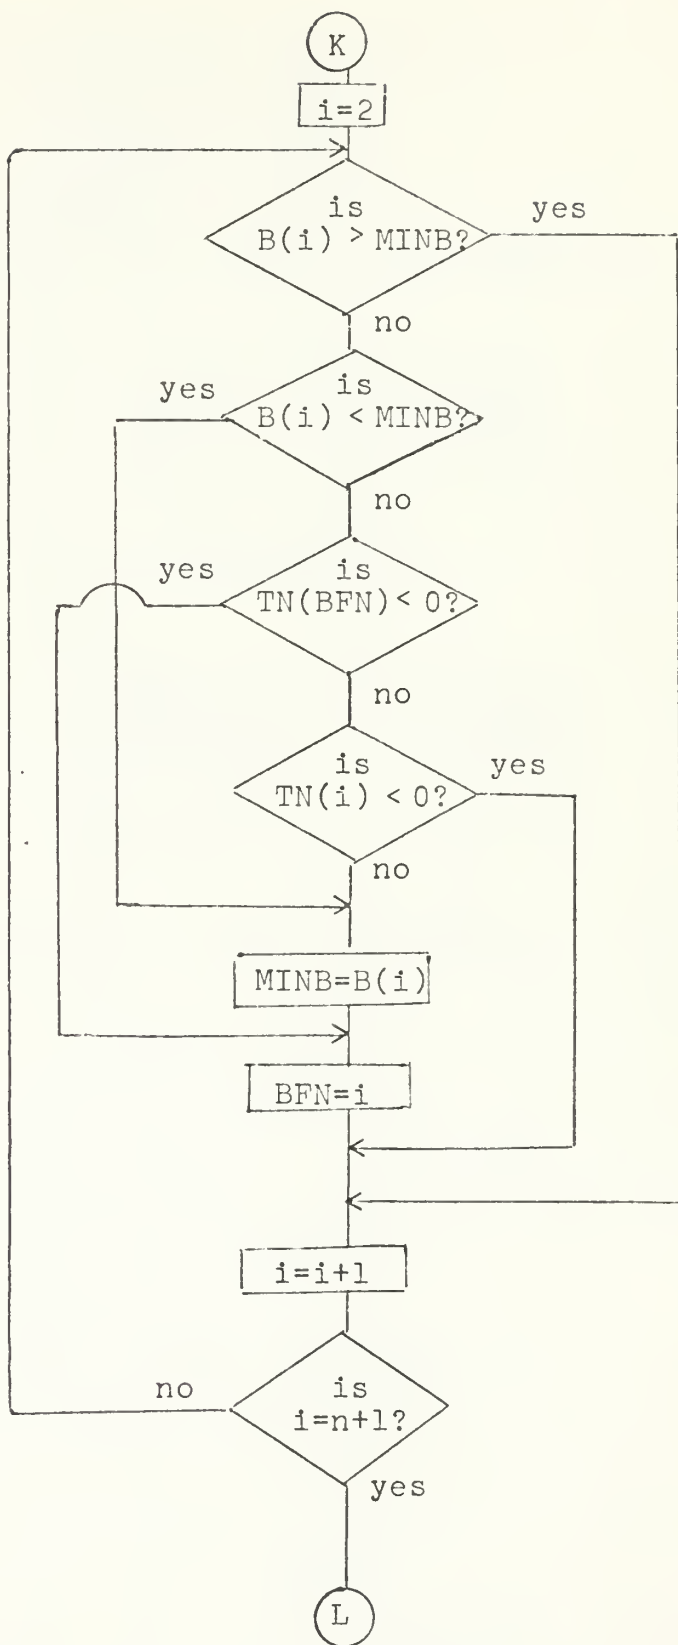 K
i=2
is
B(i) > MINB?
yes
no
is
B(i) < MINB?
yes
no
is
TN(BFN) < 0?
yes
no
is
TN(i) < 0?
yes
no
MINB=B(i)
BFN=i
i=i+1
is
i=n+1?
no
yes
L